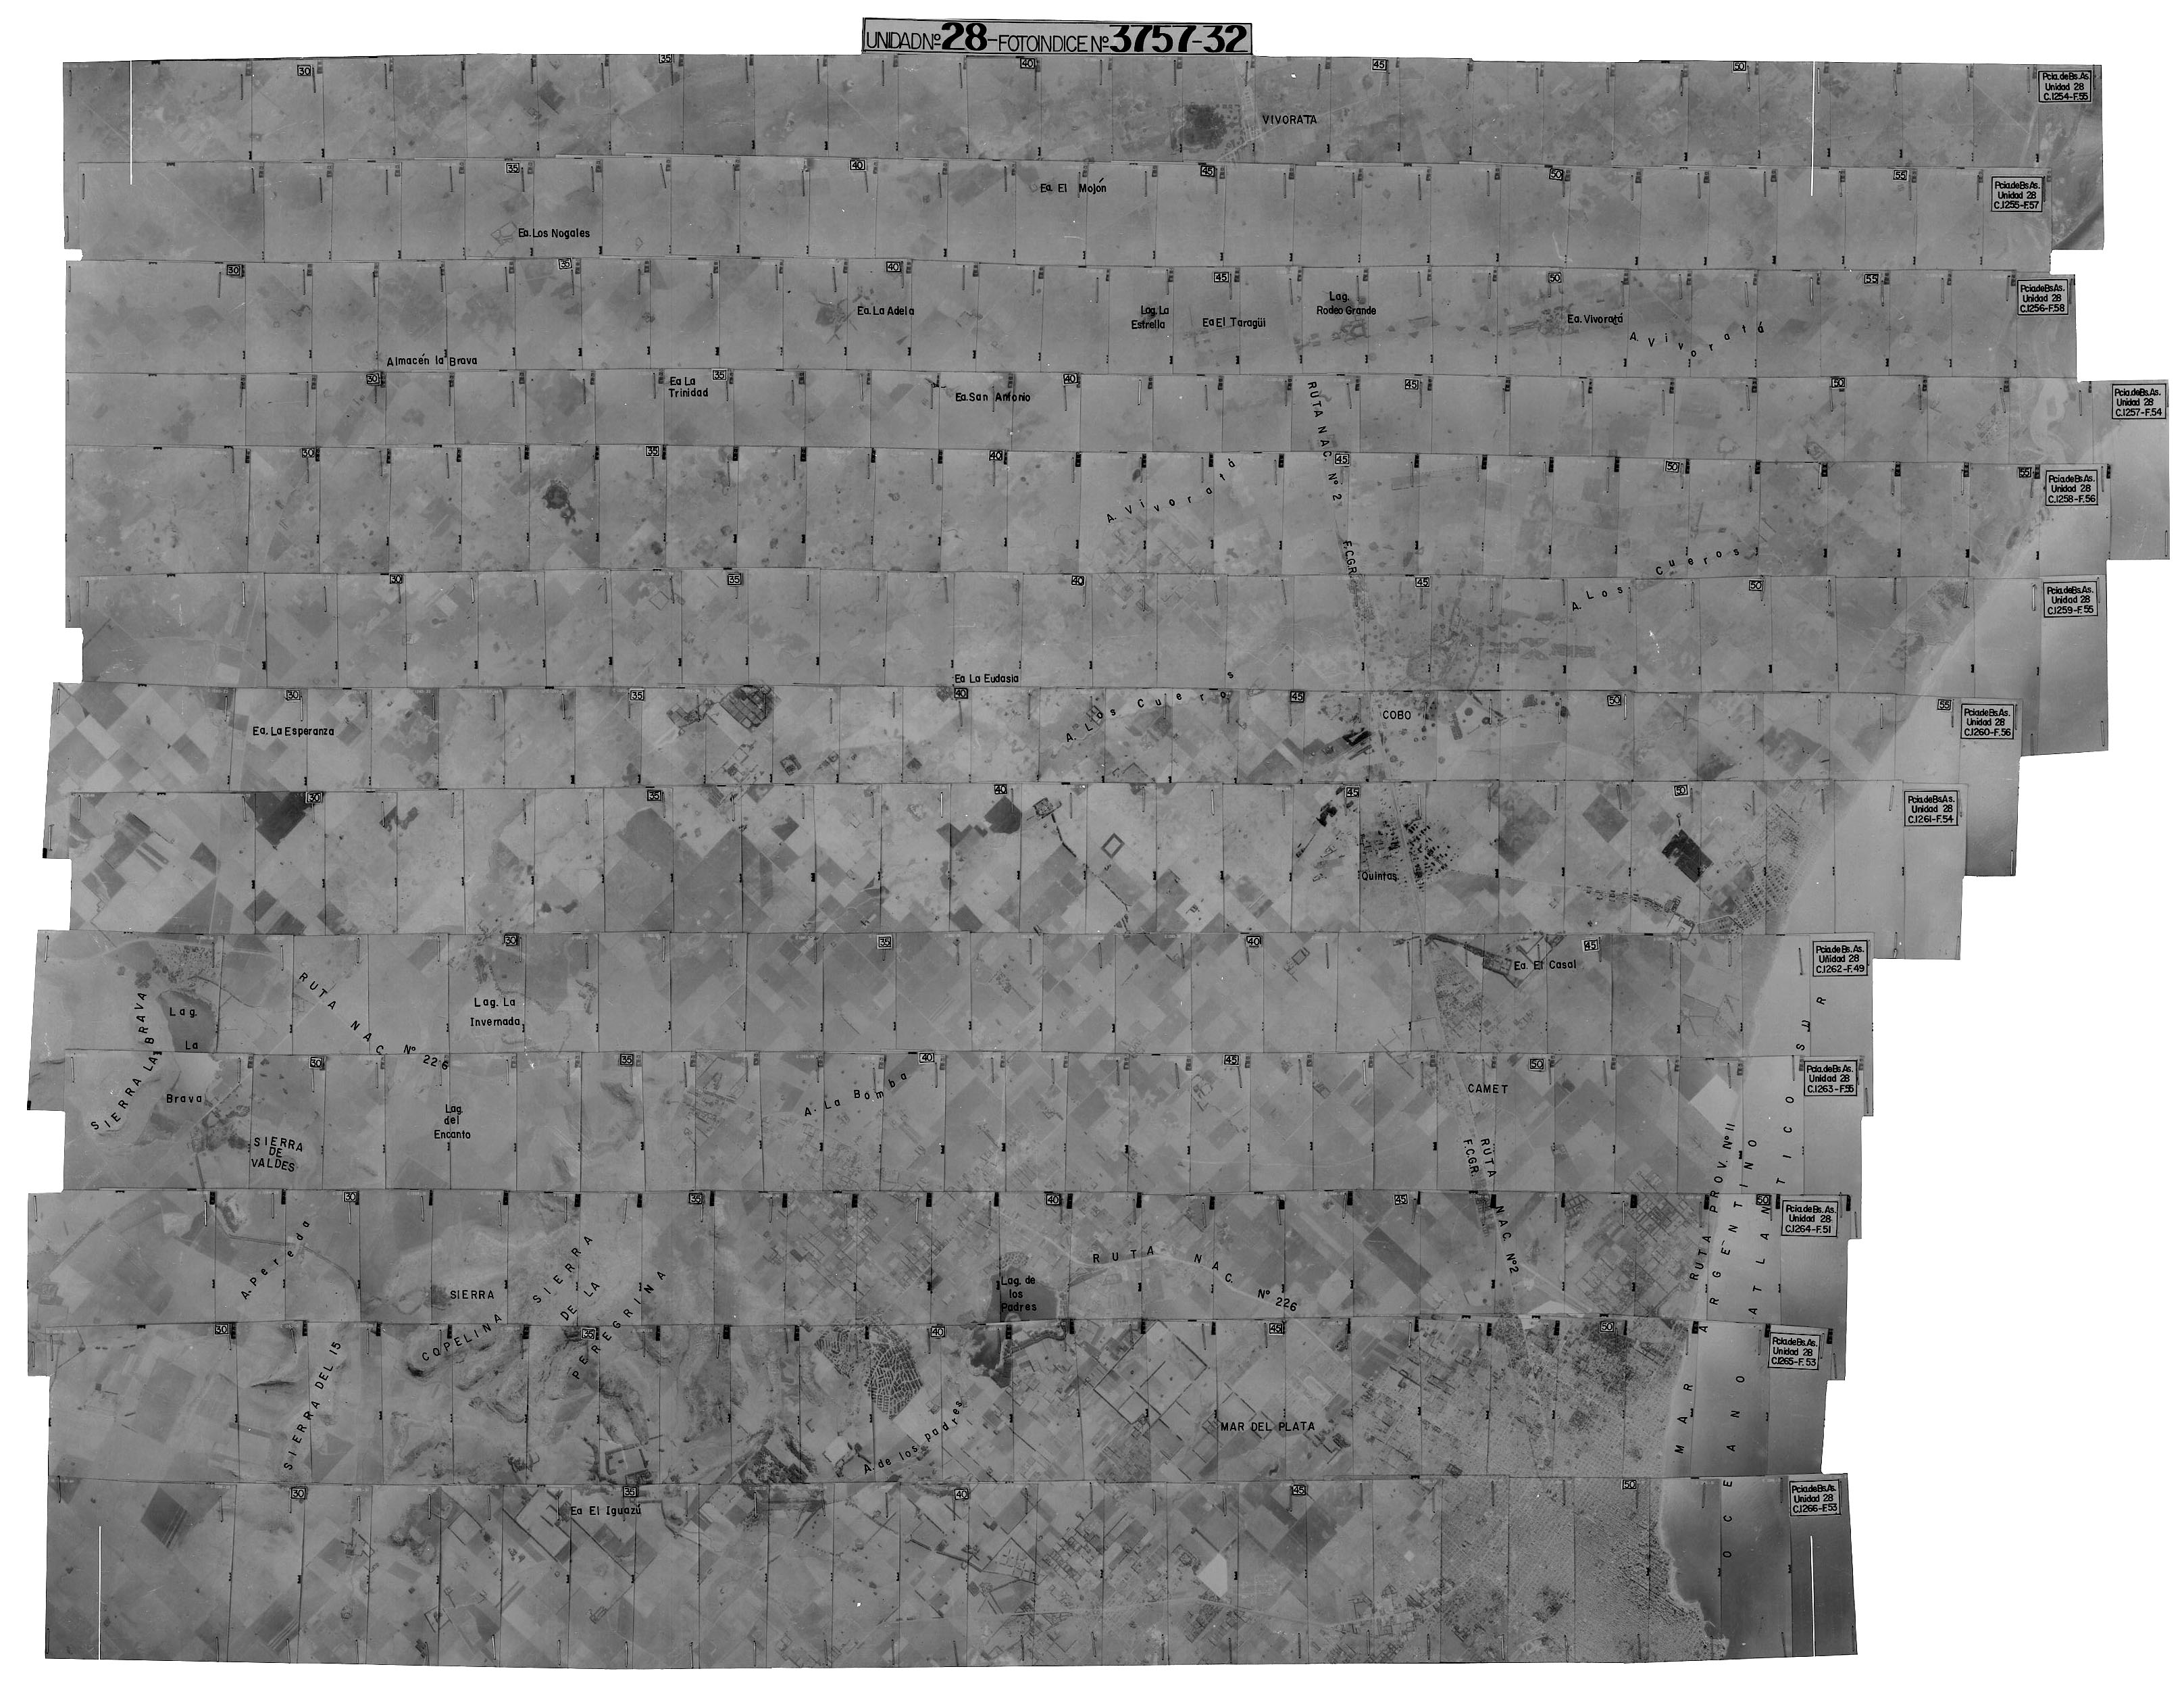 UNIDAD Nº 28 - FOTOINDICE Nº 3757-32
30
35
40
45
50
Pcia. de Bs. As.
Unidad 28
C.1254-F.55
VIVORATA
35
40
45
50
55
Pcia. de Bs. As.
Unidad 28
C.1255-F.57
Ea. El Mojón
Ea. Los Nogales
30
35
40
45
50
55
Pcia de Bs As.
Unidad 28
C.1256-F.58
Ea. La Adela
Lag. La
Estrella
Ea El Taragüi
Lag.
Rodeo Grande
Ea. Vivoratá
A. Vivoratá
Almacén la Brava
30
35
40
45
50
Pcia. de Bs. As.
Unidad 28
C.1257-F.54
Ea La
Trinidad
Ea. San Antonio
RUTA NAC. Nº 2
30
35
40
45
50
55
Pcia. de Bs. As.
Unidad 28
C.1258-F.56
A. Vivoratá
F.C.G.R.
A. Los Cueros
30
35
40
45
50
Pcia. de Bs. As.
Unidad 28
C.1259-F.55
Ea La Eudasia
30
35
40
45
50
55
Pcia. de Bs. As.
Unidad 28
C.1260-F.56
Ea. La Esperanza
A. Los Cueros
COBO
30
35
40
45
50
Pcia. de Bs As.
Unidad 28
C.1261-F.54
Quintas
30
35
40
45
Pcia. de Bs. As.
Unidad 28
C.1262-F.49
Ea. El Casal
RUTA NAC. Nº 226
Lag. La
Invernada
Lag.
La
Brava
SIERRA LA BRAVA
30
35
40
45
50
Pcia. de Bs. As.
Unidad 28
C.1263-F.55
CAMET
A. La Bomba
Lag.
del
Encanto
SIERRA
DE
VALDES
RUTA NAC. Nº 2
F.C.G.R.
RUTA PROV. Nº 11
MAR ARGENTINO
OCEANO ATLANTICO SUR
30
35
40
45
50
Pcia. de Bs. As.
Unidad 28
C.1264-F.51
A. Pereda
SIERRA
COPELINA
SIERRA
DE LA
PEREGRINA
Lag. de
los
Padres
RUTA NAC. Nº 226
30
35
40
45
50
Pcia. de Bs. As.
Unidad 28
C.1265-F.53
SIERRA DEL 15
A. de los padres
MAR DEL PLATA
30
35
40
45
50
Pcia. de Bs. As.
Unidad 28
C.1266-F.53
Ea El Iguazú